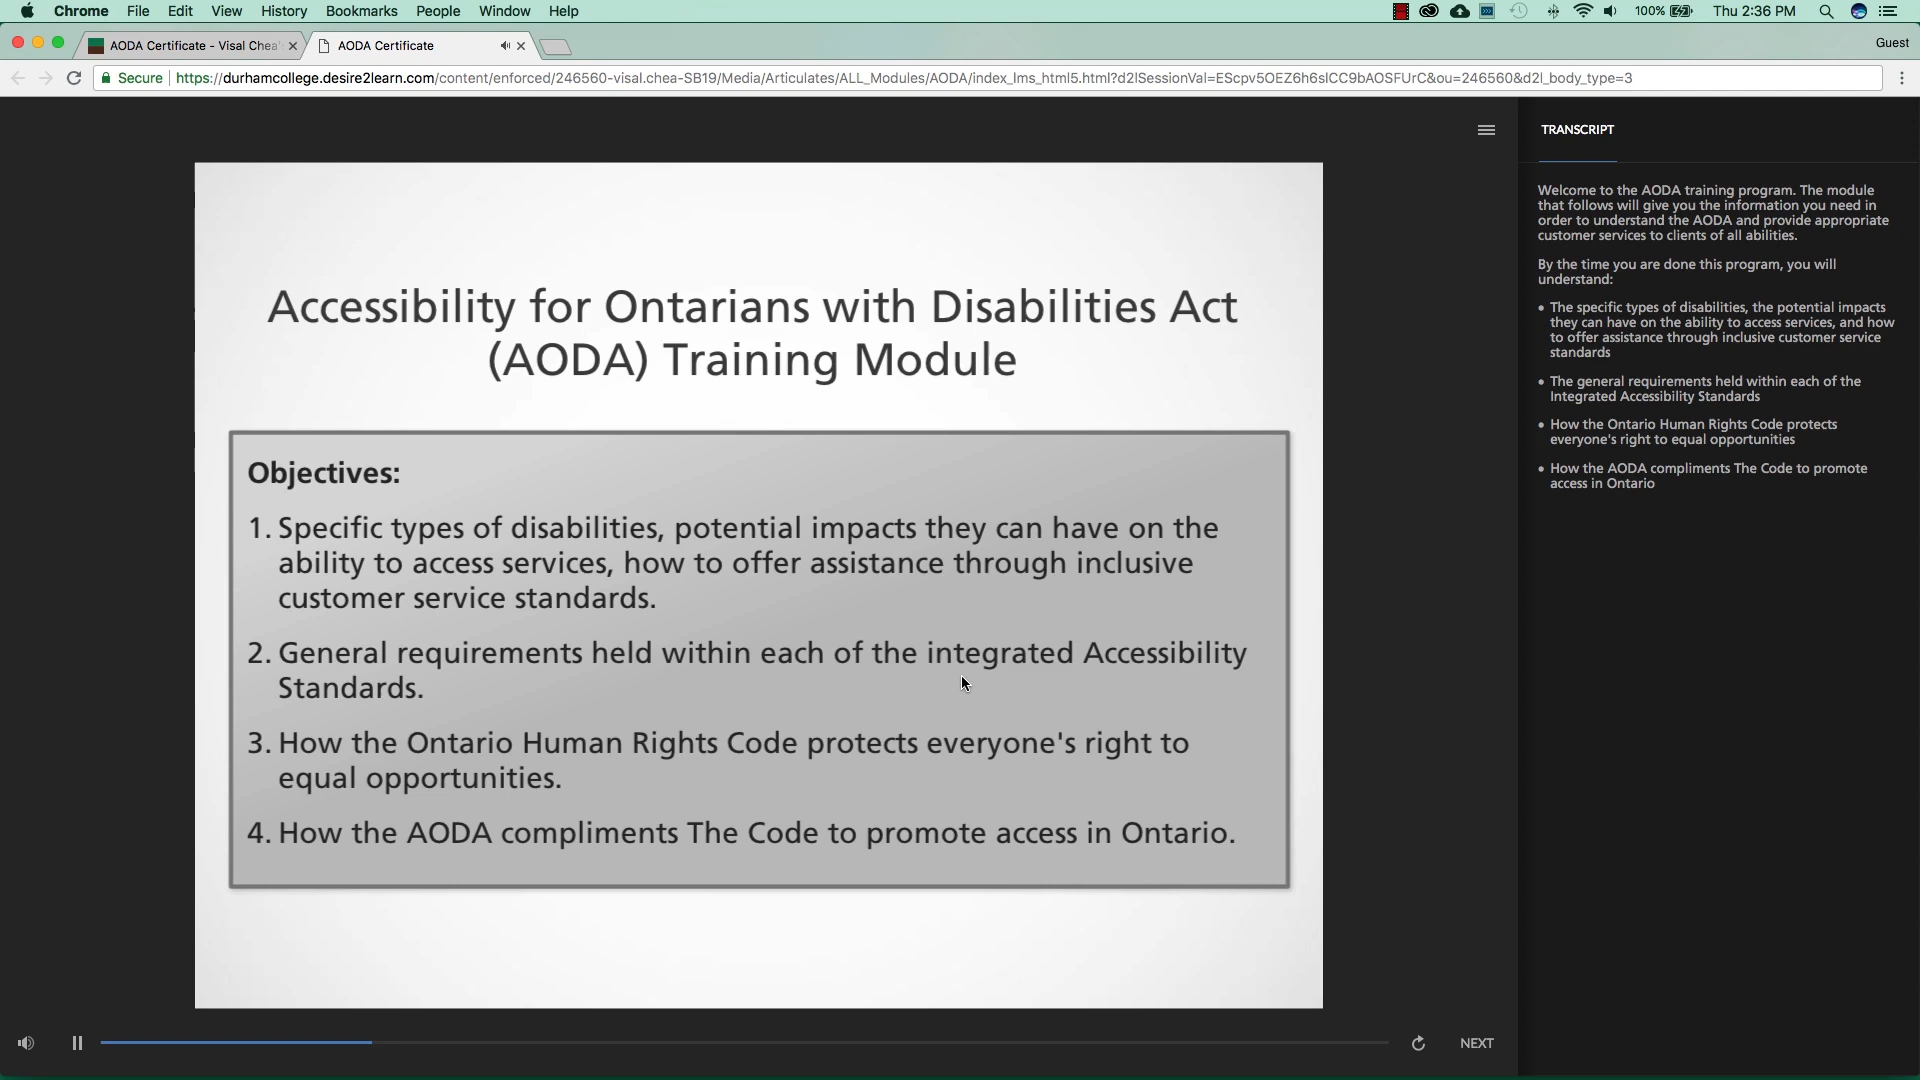 Chrome File Edit View History Bookmarks People Window Help 100% Thu 2:36 PM
AODA Certificate - Visal Chea AODA Certificate Guest
Secure https://durhamcollege.desire2learn.com/content/enforced/246560-visal.chea-SB19/Media/Articulates/ALL_Modules/AODA/index_lms_html5.html?d2lSessionVal=EScpv5OEZ6h6slCC9bAOSFUrC&ou=246560&d2l_body_type=3
Accessibility for Ontarians with Disabilities Act
(AODA) Training Module
Objectives:
1. Specific types of disabilities, potential impacts they can have on the
ability to access services, how to offer assistance through inclusive
customer service standards.
2. General requirements held within each of the integrated Accessibility
Standards.
3. How the Ontario Human Rights Code protects everyone's right to
equal opportunities.
4. How the AODA compliments The Code to promote access in Ontario.
NEXT
TRANSCRIPT
Welcome to the AODA training program. The module
that follows will give you the information you need in
order to understand the AODA and provide appropriate
customer services to clients of all abilities.
By the time you are done this program, you will
understand:
• The specific types of disabilities, the potential impacts
they can have on the ability to access services, and how
to offer assistance through inclusive customer service
standards
• The general requirements held within each of the
Integrated Accessibility Standards
• How the Ontario Human Rights Code protects
everyone's right to equal opportunities
• How the AODA compliments The Code to promote
access in Ontario